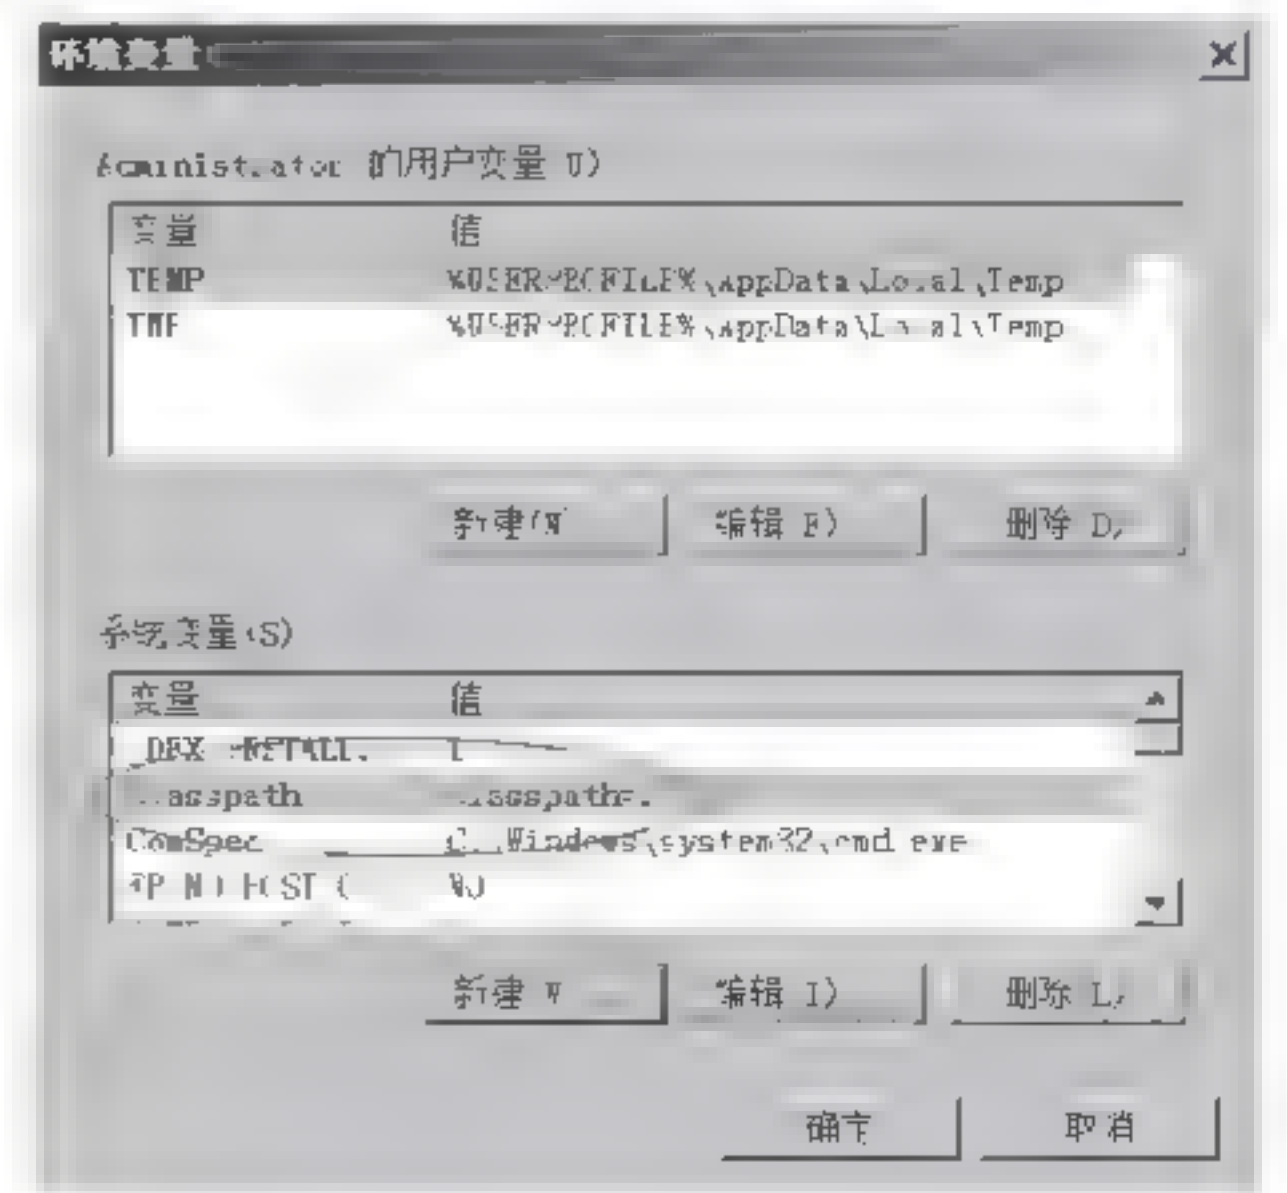 环境变量
Administrator 的用户变量(U)
变量 值
TEMP %USERPROFILE%\AppData\Local\Temp
TMP %USERPROFILE%\AppData\Local\Temp
新建(N 编辑 E) 删除 D)
系统变量(S)
变量 值
Classpath
ComSpec C:\Windows\system32\cmd.exe
NO
新建 W 编辑 I) 删除 L)
确定 取消